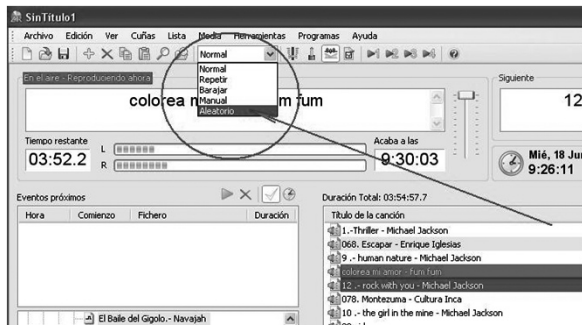 SinTítulo1
Archivo Edición Ver Cuñas Lista Media Herramientas Programas Ayuda
Normal
Normal
Repetir
Barajar
Manual
Aleatorio
En el aire - Reproduciendo ahora
Siguiente
colorea m m fum
12
Tiempo restante
Acaba a las
L
R
03:52.2
9:30:03
Mié, 18 Jun
9:26:11
Eventos próximos
Duración Total: 03:54:57.7
Hora Comienzo Fichero Duración
Título de la canción
1.-Thriller - Michael Jackson
068. Escapar - Enrique Iglesias
9 .- human nature - Michael Jackson
colorea mi amor - fum fum
12 .- rock with you - Michael Jackson
078. Montezuma - Cultura Inca
10 .- the girl in the mine - Michael Jackson
El Baile del Gigolo.- Navajah